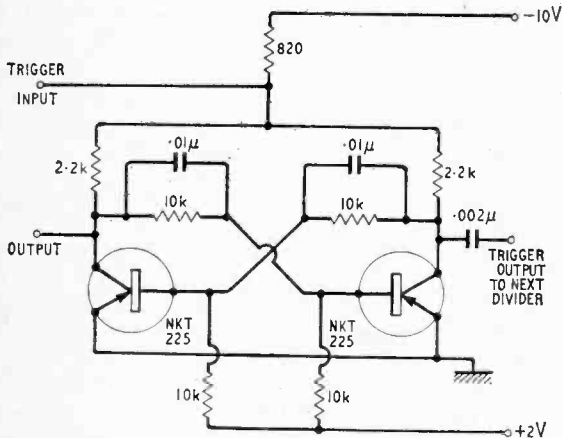 -10V
820
TRIGGER
INPUT
.01µ
.01µ
2.2k
2.2k
10k
10k
.002µ
OUTPUT
TRIGGER
OUTPUT
TO NEXT
DIVIDER
NKT
225
NKT
225
10k
10k
+2V